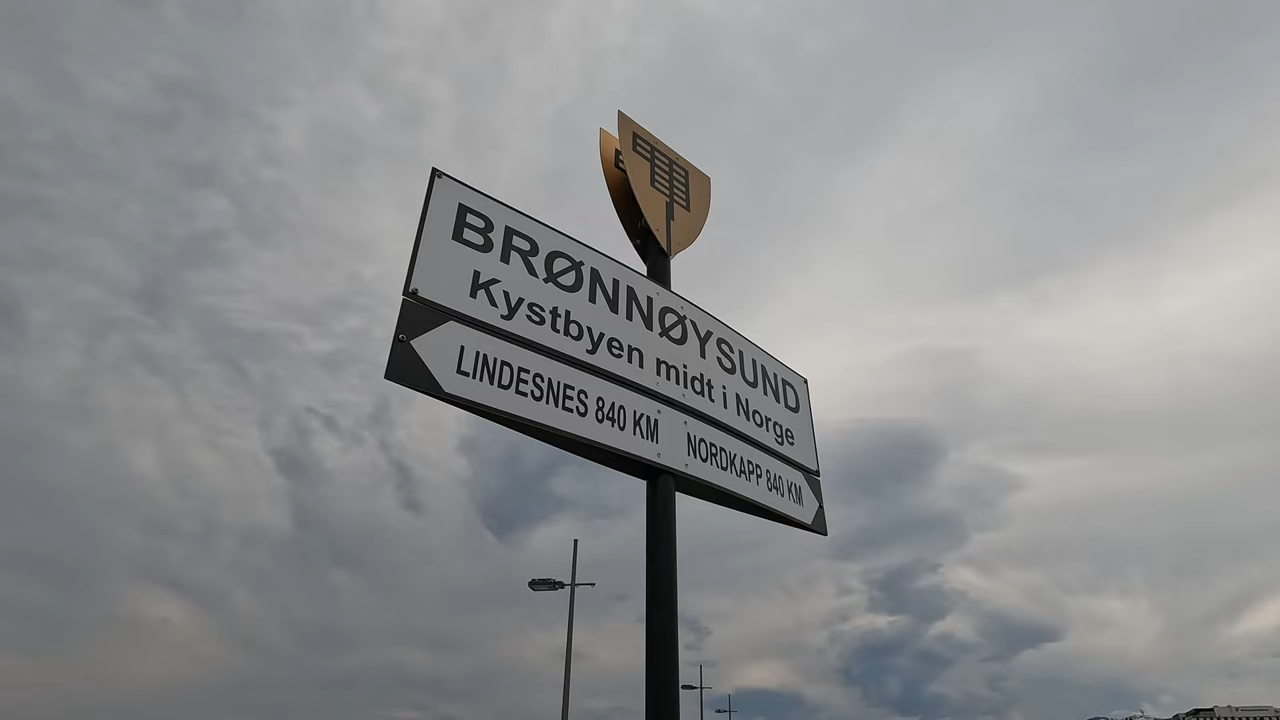 BRØNNØYSUND
Kystbyen midt i Norge
LINDESNES 840 KM
NORDKAPP 840 KM